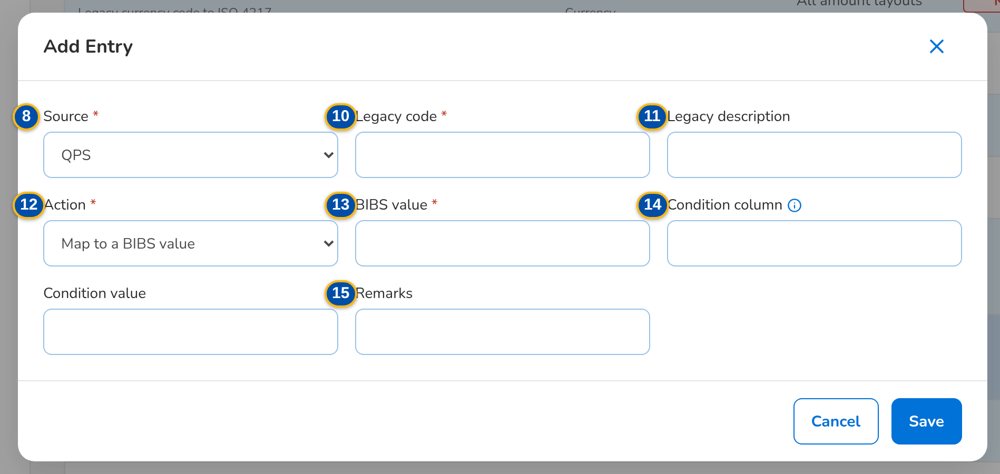 Legacy currency code to ISO 4217 Currency All amount layouts
Add Entry
8 Source * 10 Legacy code * 11 Legacy description
QPS
12 Action * 13 BIBS value * 14 Condition column
Map to a BIBS value
Condition value 15 Remarks
Cancel Save